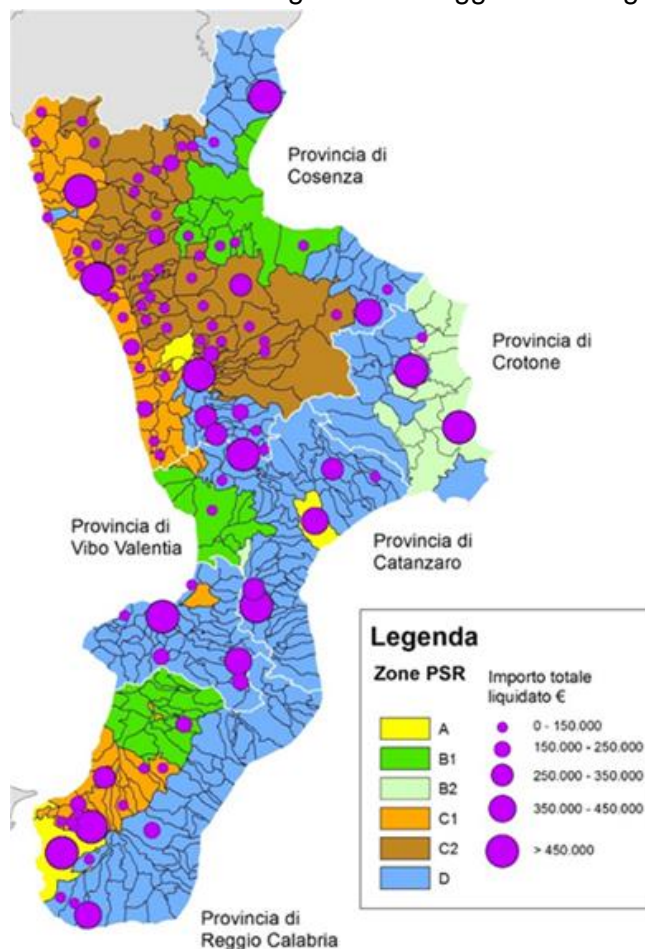 Provincia di
Cosenza
Provincia di
Crotone
Provincia di
Vibo Valentia
Provincia di
Catanzaro
Legenda
Zone PSR
Importo totale
liquidato €
A
B1
B2
C1
C2
D
0 - 150.000
150.000 - 250.000
250.000 - 350.000
350.000 - 450.000
> 450.000
Provincia di
Reggio Calabria